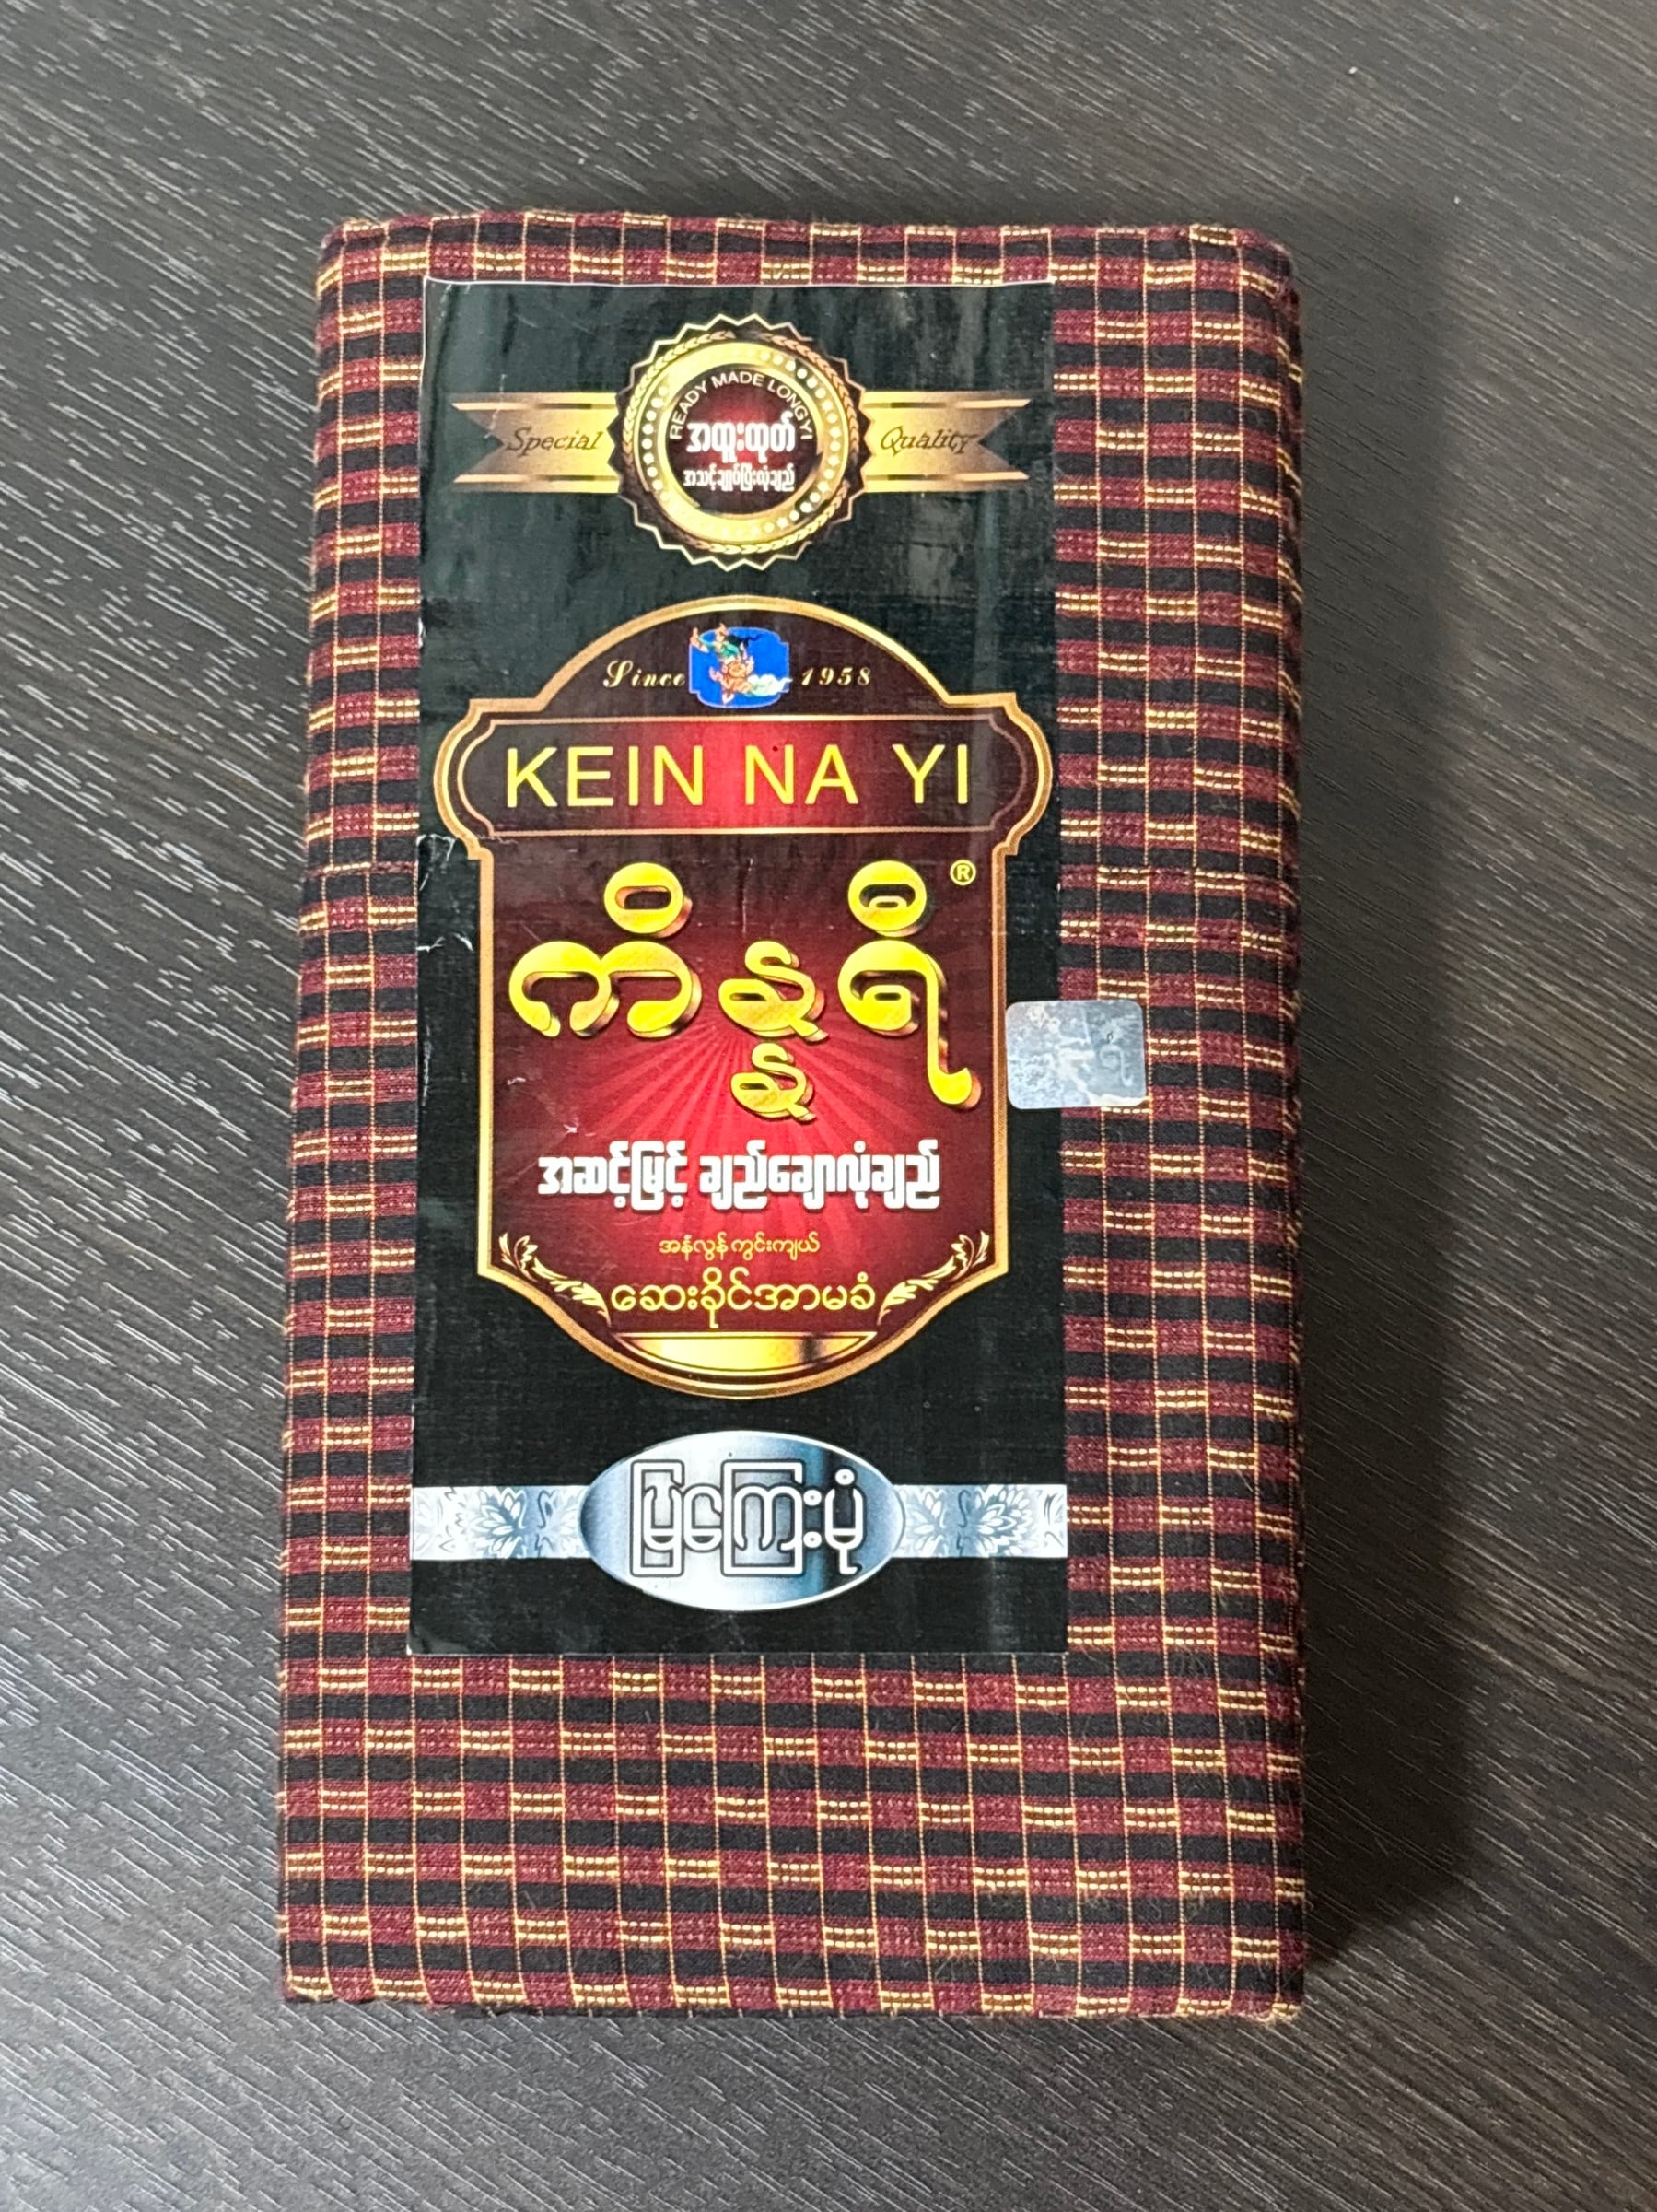 READY MADE LONGYI
Special အထူးထုတ် Quality
အသင့်ချုပ်ပြီးလုံချည်
Since 1958
KEIN NA YI
ကိန္နရီ ®
အဆင့်မြင့် ချည်ချောလုံချည်
အနံလွန် ကွင်းကျယ်
ဆေးခိုင်အာမခံ
မြကြေးမုံ